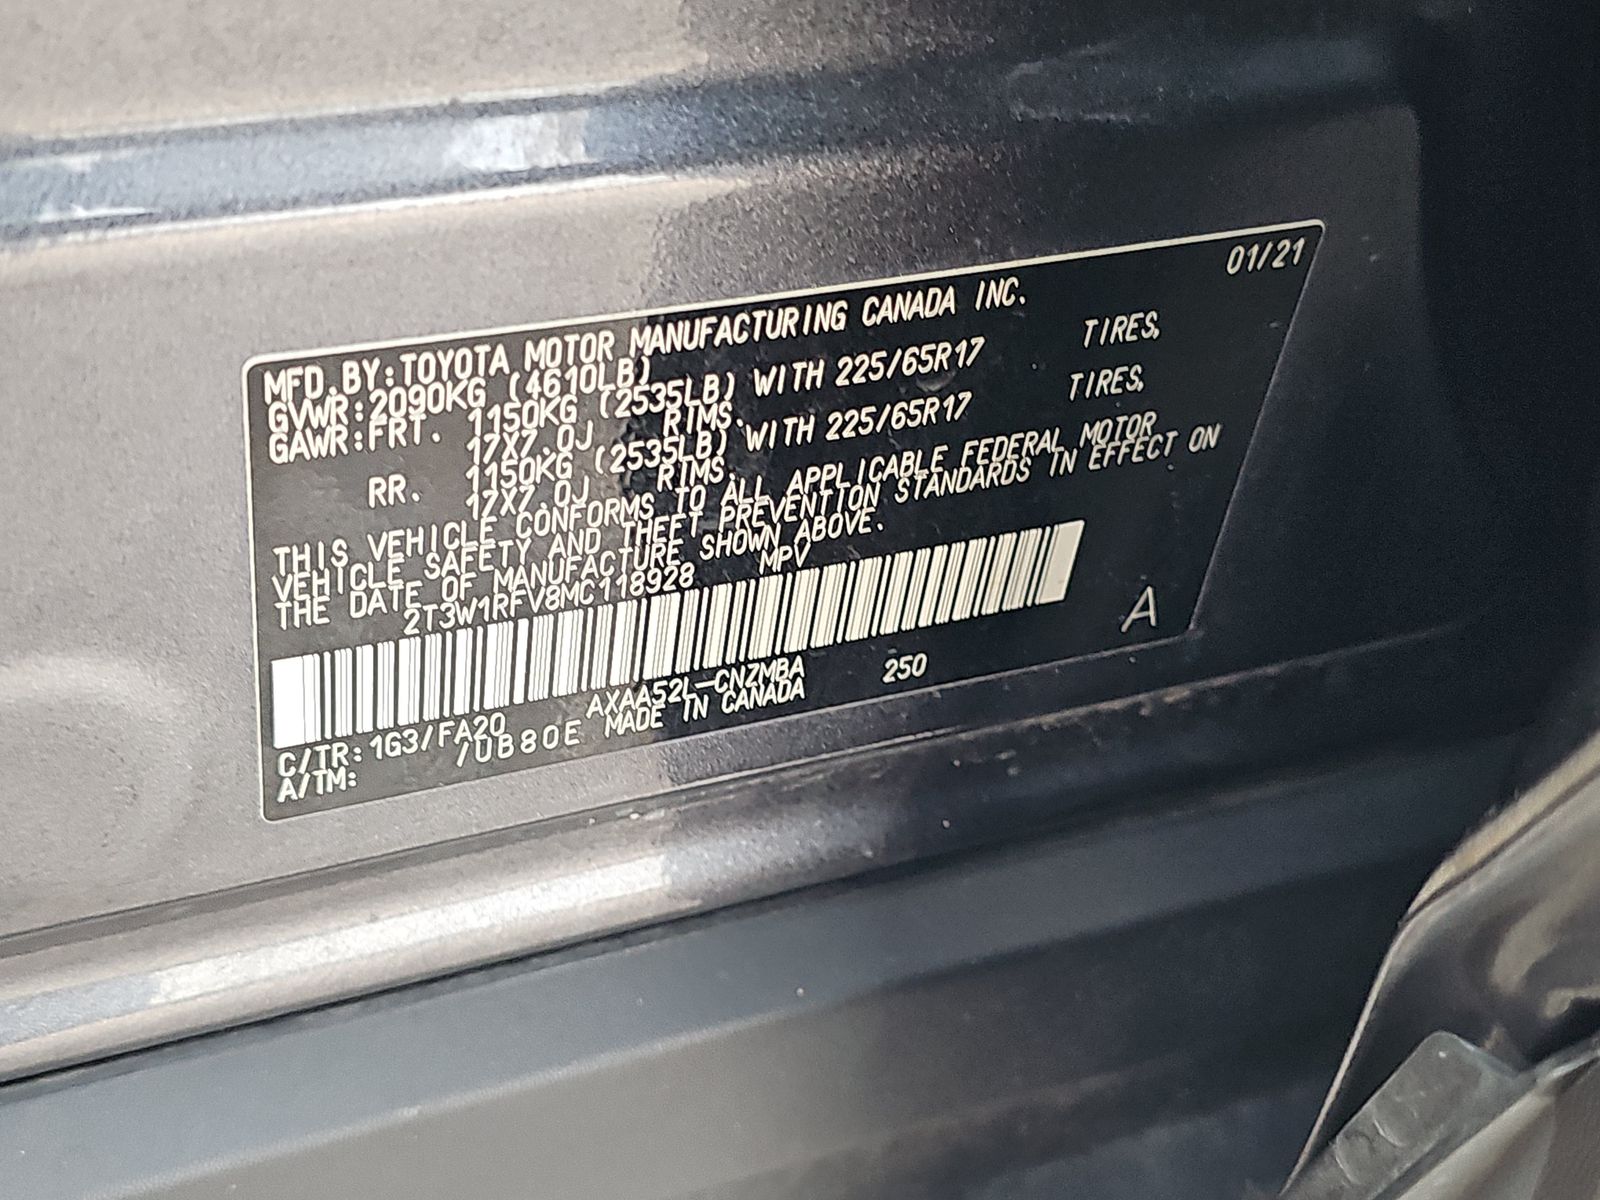 01/21
MFD.BY:TOYOTA MOTOR MANUFACTURING CANADA INC.
GVWR:2090KG (4610LB)
GAWR:FRT. 1150KG (2535LB) WITH 225/65R17 TIRES,
17X7.0J RIMS.
RR. 1150KG (2535LB) WITH 225/65R17 TIRES,
17X7.0J RIMS.
THIS VEHICLE CONFORMS TO ALL APPLICABLE FEDERAL MOTOR
VEHICLE SAFETY AND THEFT PREVENTION STANDARDS IN EFFECT ON
THE DATE OF MANUFACTURE SHOWN ABOVE.
2T3W1RFV8MC118928 MPV
A
C/TR:1G3/FA20 AXAA52L-CNZMBA 250
A/TM: /UB80E MADE IN CANADA